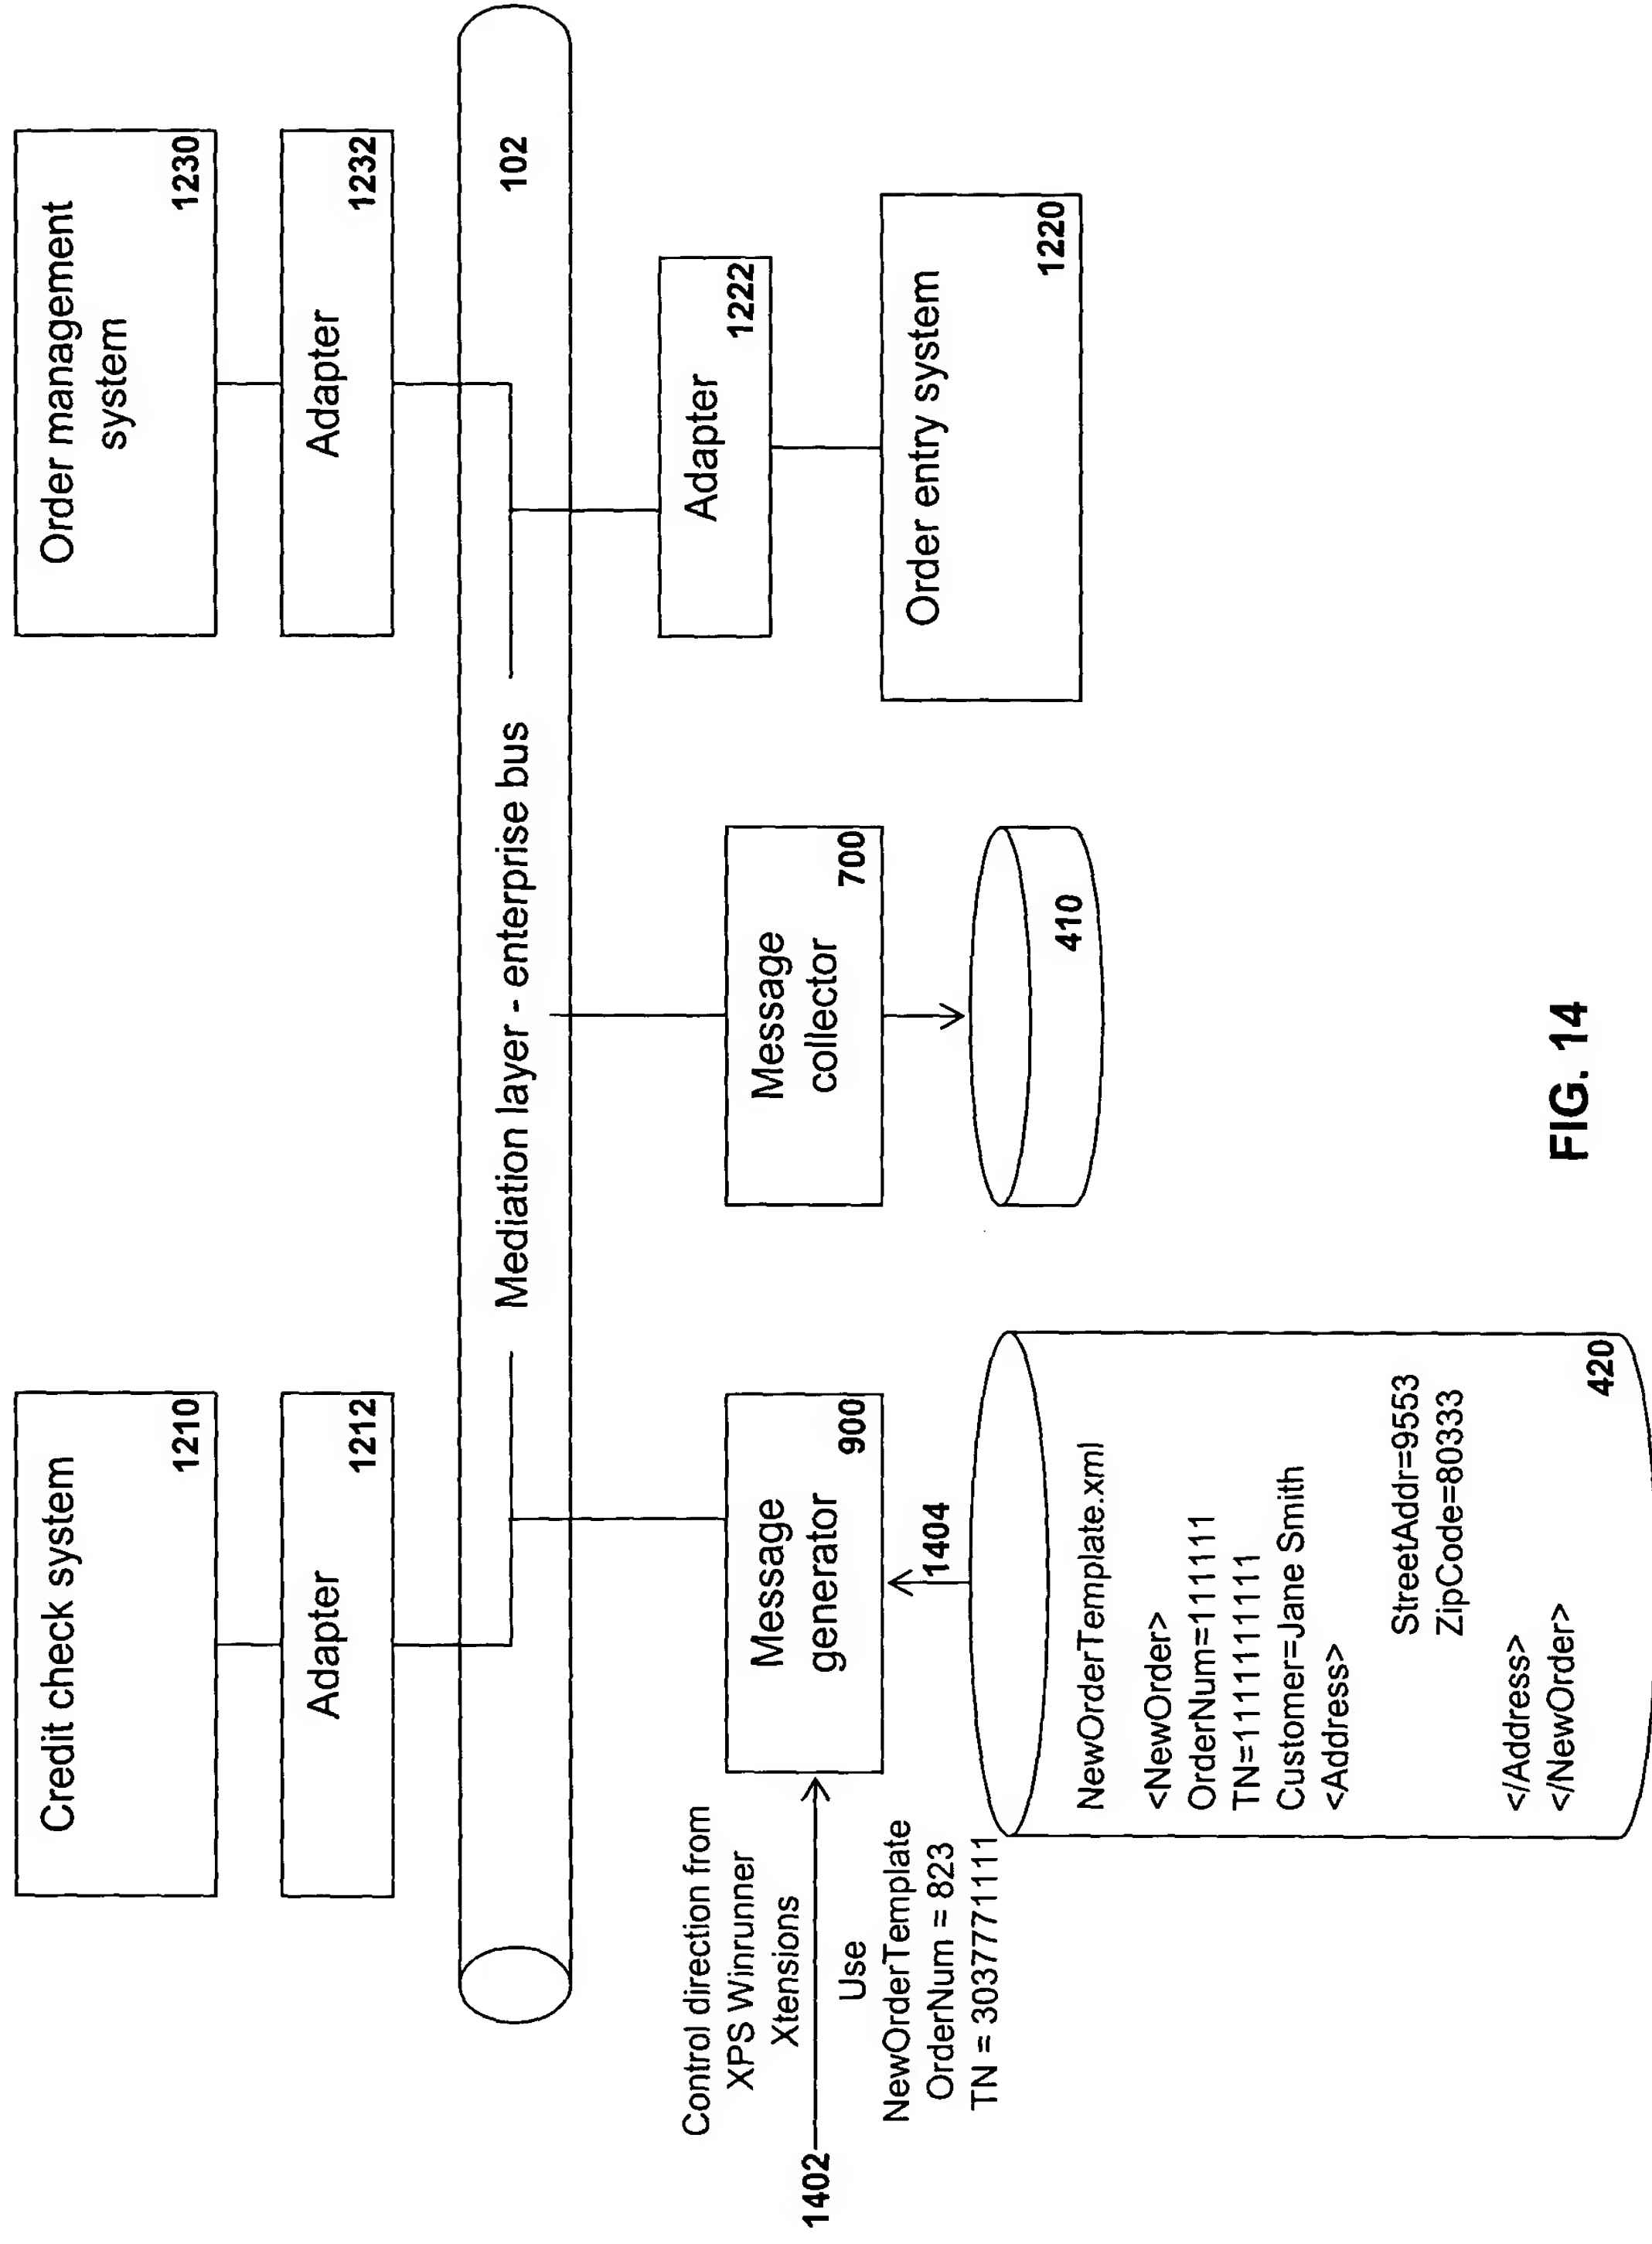 Credit check system
1210
Order management
system
1230
Adapter
1212
Adapter
1232
Mediation layer - enterprise bus
102
Control direction from
XPS Winrunner
Xtensions
1402
Use
NewOrderTemplate
OrderNum = 823
TN = 3037771111
Message
generator
900
1404
Message
collector
700
Adapter
1222
Order entry system
1220
410
NewOrderTemplate.xml
<NewOrder>
OrderNum=111111
TN=1111111111
Customer=Jane Smith
<Address>
StreetAddr=9553
ZipCode=80333
</Address>
</NewOrder>
420
FIG. 14